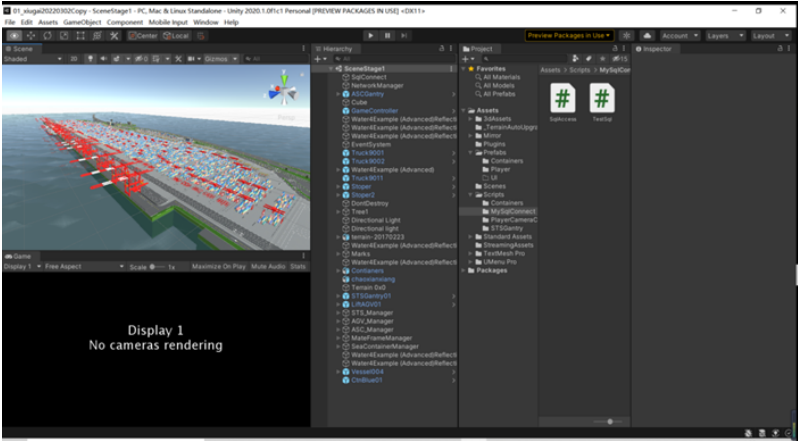 01_xiugai20220302Copy - SceneStage1 - PC, Mac & Linux Standalone - Unity 2020.1.0f1c1 Personal [PREVIEW PACKAGES IN USE] <DX11>
File Edit Assets GameObject Component Mobile Input Window Help
Center Local Preview Packages in Use Account Layers Layout
Scene
Shaded 2D 0 Gizmos All
Persp
Game
Display 1 Free Aspect Scale 1x Maximize On Play Mute Audio Stats
Display 1
No cameras rendering
Hierarchy
All
SceneStage1
SqlConnect
NetworkManager
ASCGantry
Cube
GameController
Water4Example (Advanced)Reflecti
Water4Example (Advanced)Reflecti
Water4Example (Advanced)Reflecti
EventSystem
Truck9001
Truck9002
Water4Example (Advanced)
Truck9011
Stoper
Stoper2
DontDestroy
Tree1
Directional Light
Directional light
terrain-20170223
Water4Example (Advanced)Reflecti
Marks
Water4Example (Advanced)Reflecti
Contianers
chaoxianxiang
Terrain 0x0
STSGantry01
LiftAGV01
STS_Manager
AGV_Manager
ASC_Manager
MateFrameManager
SeaContainerManager
Water4Example (Advanced)Reflecti
Water4Example (Advanced)Reflecti
Vessel004
CtnBlue01
Project
15
Favorites
All Materials
All Models
All Prefabs
Assets
3dAssets
_TerrainAutoUpgro
Mirror
Plugins
Prefabs
Containers
Player
UI
Scenes
Scripts
Containers
MySqlConnect
PlayerCameraC
STSGantry
Standard Assets
StreamingAssets
TextMesh Pro
UMenu Pro
Packages
Assets > Scripts > MySqlCon
SqlAccess TestSql
Inspector